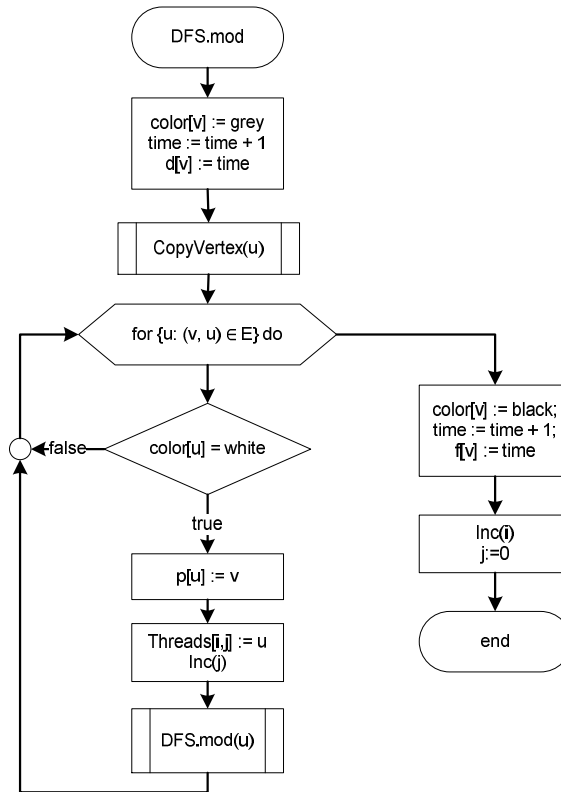 DFS.mod
color[v] := grey
time := time + 1
d[v] := time
CopyVertex(u)
for {u: (v, u) ∈ E} do
color[u] = white
false
true
p[u] := v
Threads[i,j] := u
Inc(j)
DFS.mod(u)
color[v] := black;
time := time + 1;
f[v] := time
Inc(i)
j:=0
end